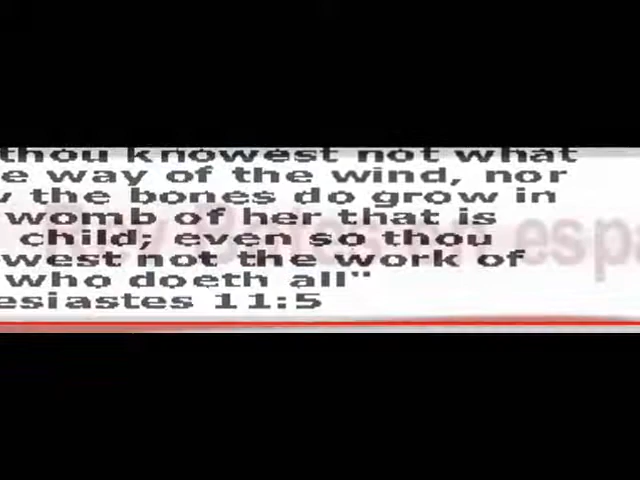 thou knowest not what
e way of the wind, nor
the bones do grow in
womb of her that is
child; even so thou
west not the work of
who doeth all"
esiastes 11:5
espa